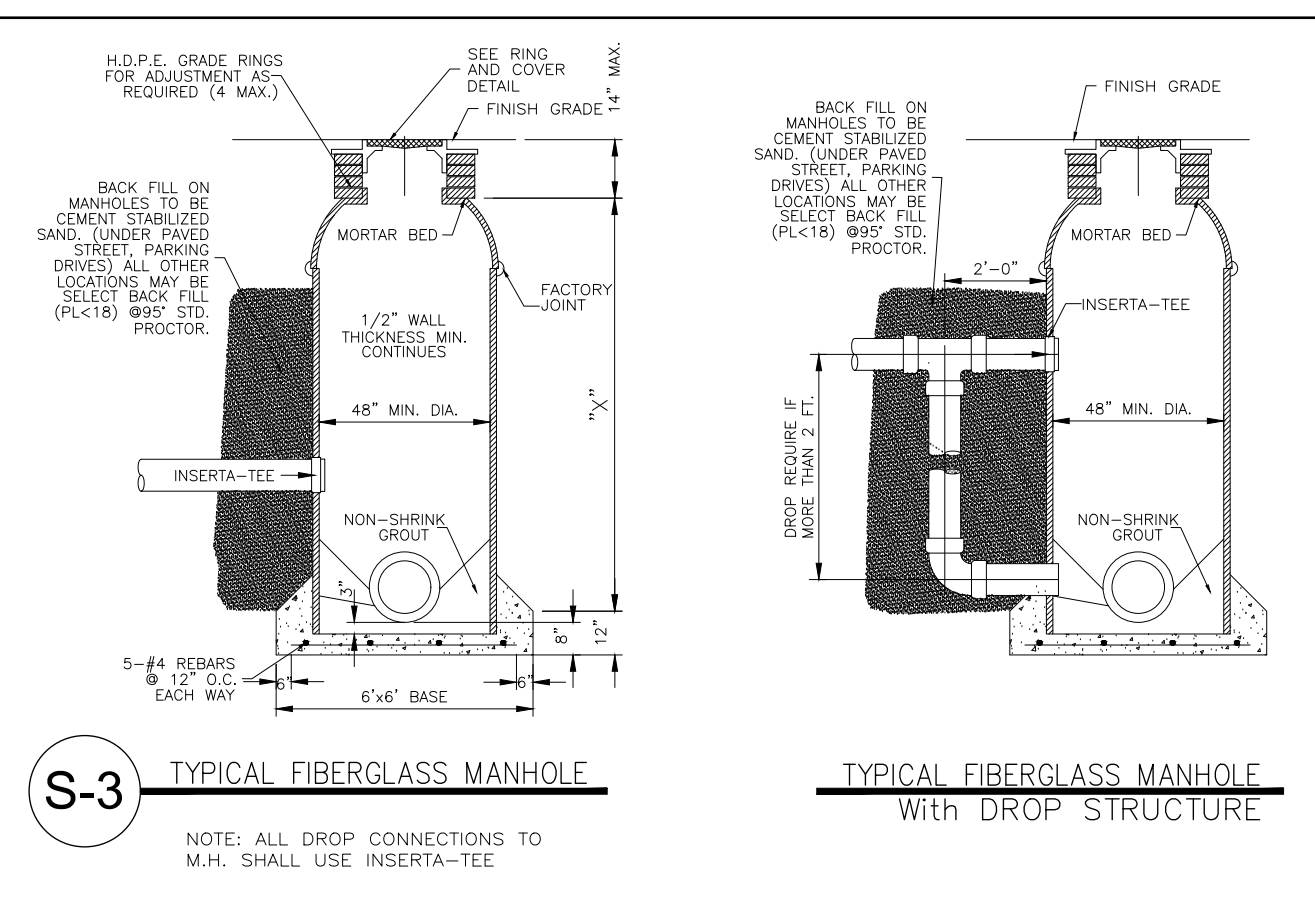 H.D.P.E. GRADE RINGS
FOR ADJUSTMENT AS
REQUIRED (4 MAX.)
SEE RING
AND COVER
DETAIL
FINISH GRADE
14" MAX.
BACK FILL ON
MANHOLES TO BE
CEMENT STABILIZED
SAND. (UNDER PAVED
STREET, PARKING
DRIVES) ALL OTHER
LOCATIONS MAY BE
SELECT BACK FILL
(PL<18) @95° STD.
PROCTOR.
MORTAR BED
FACTORY
JOINT
1/2" WALL
THICKNESS MIN.
CONTINUES
"X"
48" MIN. DIA.
INSERTA-TEE
NON-SHRINK
GROUT
3"
8"
12"
5-#4 REBARS
@ 12" O.C.
EACH WAY
6"
6"
6'x6' BASE
S-3
TYPICAL FIBERGLASS MANHOLE
NOTE: ALL DROP CONNECTIONS TO
M.H. SHALL USE INSERTA-TEE
FINISH GRADE
BACK FILL ON
MANHOLES TO BE
CEMENT STABILIZED
SAND. (UNDER PAVED
STREET, PARKING
DRIVES) ALL OTHER
LOCATIONS MAY BE
SELECT BACK FILL
(PL<18) @95° STD.
PROCTOR.
MORTAR BED
2'-0"
INSERTA-TEE
DROP REQUIRE IF
MORE THAN 2 FT.
48" MIN. DIA.
NON-SHRINK
GROUT
TYPICAL FIBERGLASS MANHOLE
With DROP STRUCTURE